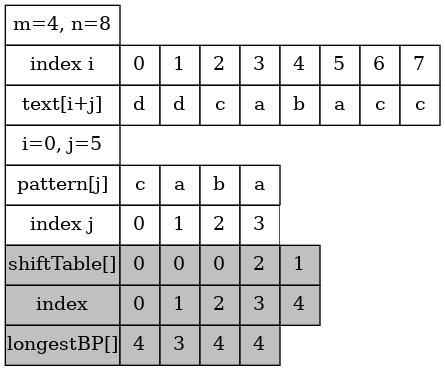 m=4, n=8
index i 0 1 2 3 4 5 6 7
text[i+j] d d c a b a c c
i=0, j=5
pattern[j] c a b a
index j 0 1 2 3
shiftTable[] 0 0 0 2 1
index 0 1 2 3 4
longestBP[] 4 3 4 4